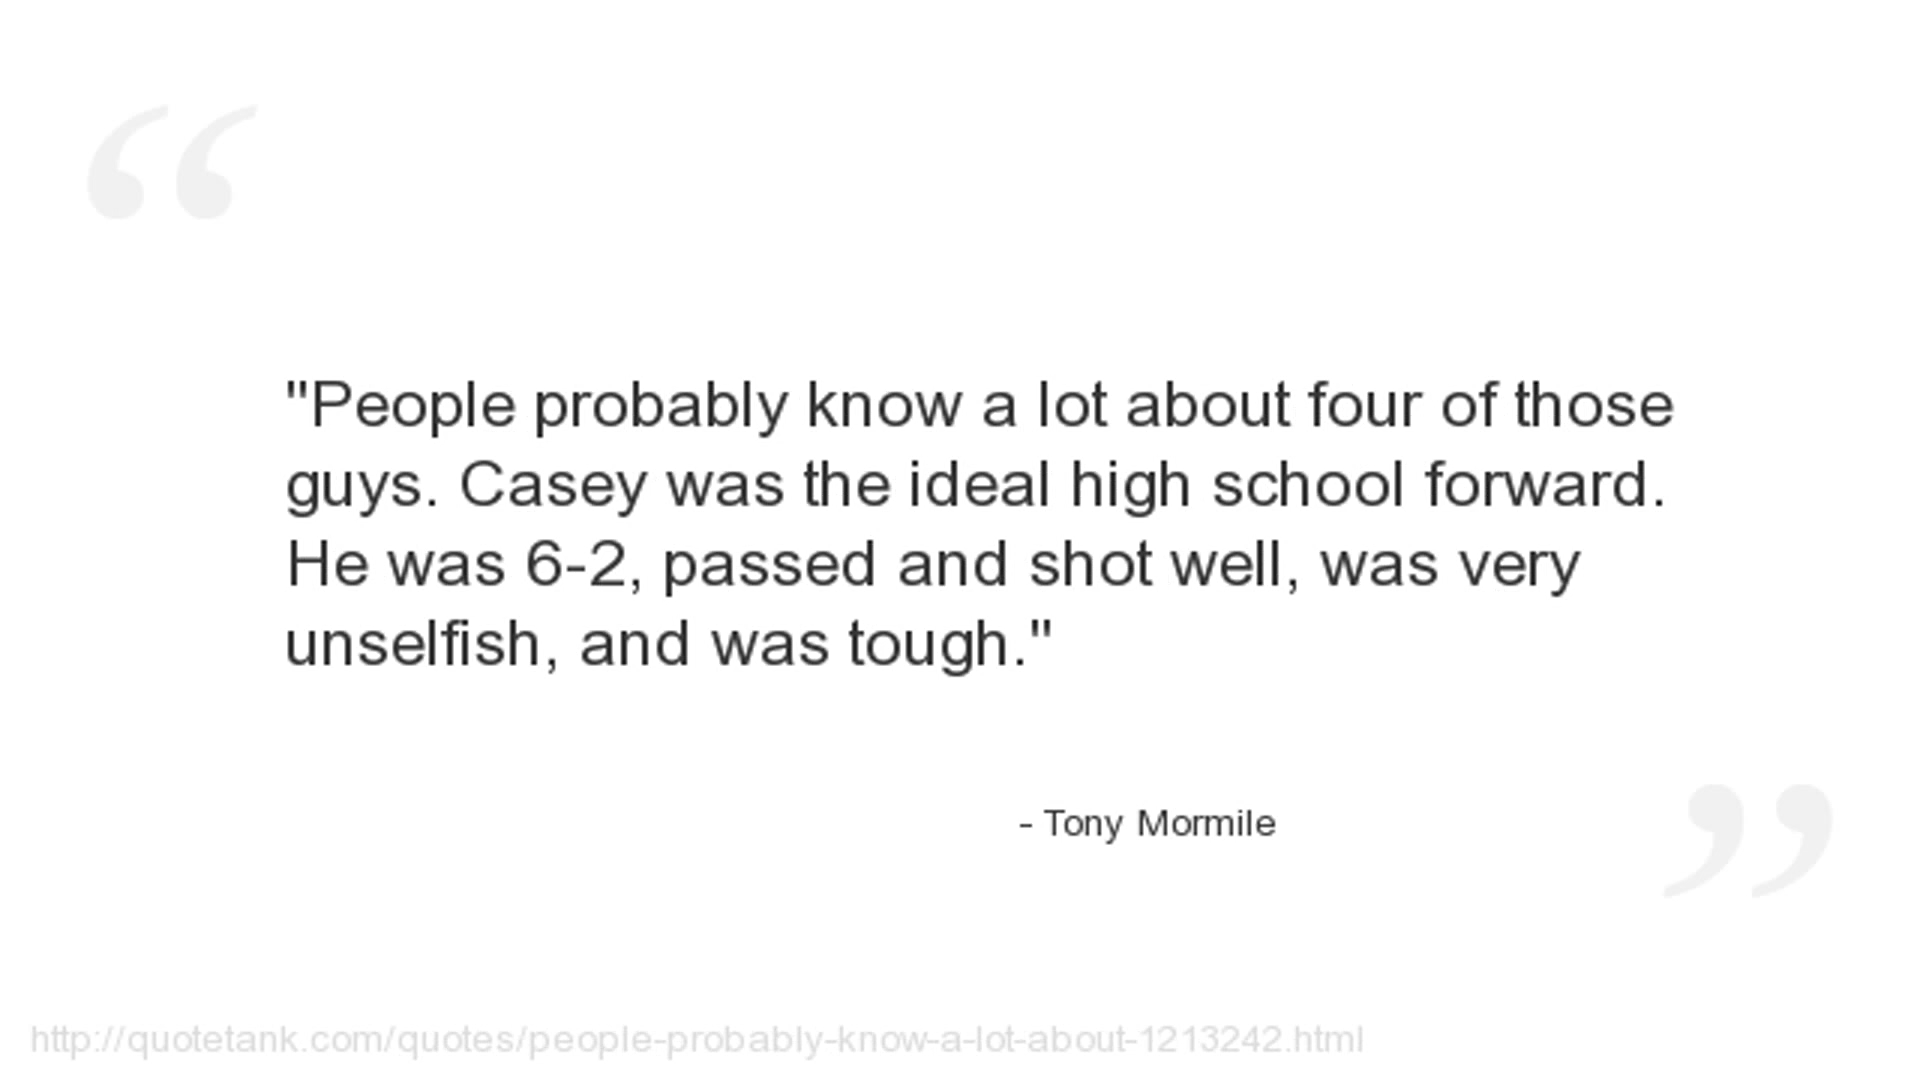 "People probably know a lot about four of those
guys. Casey was the ideal high school forward.
He was 6-2, passed and shot well, was very
unselfish, and was tough."
- Tony Mormile
http://quotetank.com/quotes/people-probably-know-a-lot-about-1213242.html